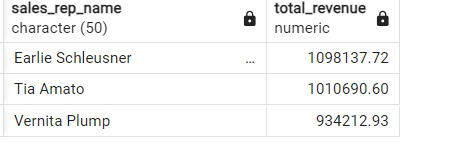 sales_rep_name total_revenue
character (50) numeric
Earlie Schleusner ... 1098137.72
Tia Amato 1010690.60
Vernita Plump 934212.93